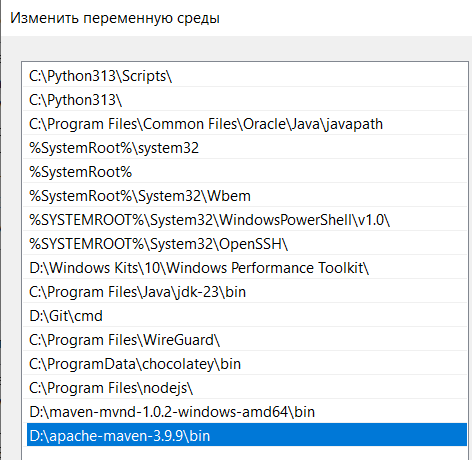 Изменить переменную среды
C:\Python313\Scripts\
C:\Python313\
C:\Program Files\Common Files\Oracle\Java\javapath
%SystemRoot%\system32
%SystemRoot%
%SystemRoot%\System32\Wbem
%SYSTEMROOT%\System32\WindowsPowerShell\v1.0\
%SYSTEMROOT%\System32\OpenSSH\
D:\Windows Kits\10\Windows Performance Toolkit\
C:\Program Files\Java\jdk-23\bin
D:\Git\cmd
C:\Program Files\WireGuard\
C:\ProgramData\chocolatey\bin
C:\Program Files\nodejs\
D:\maven-mvnd-1.0.2-windows-amd64\bin
D:\apache-maven-3.9.9\bin